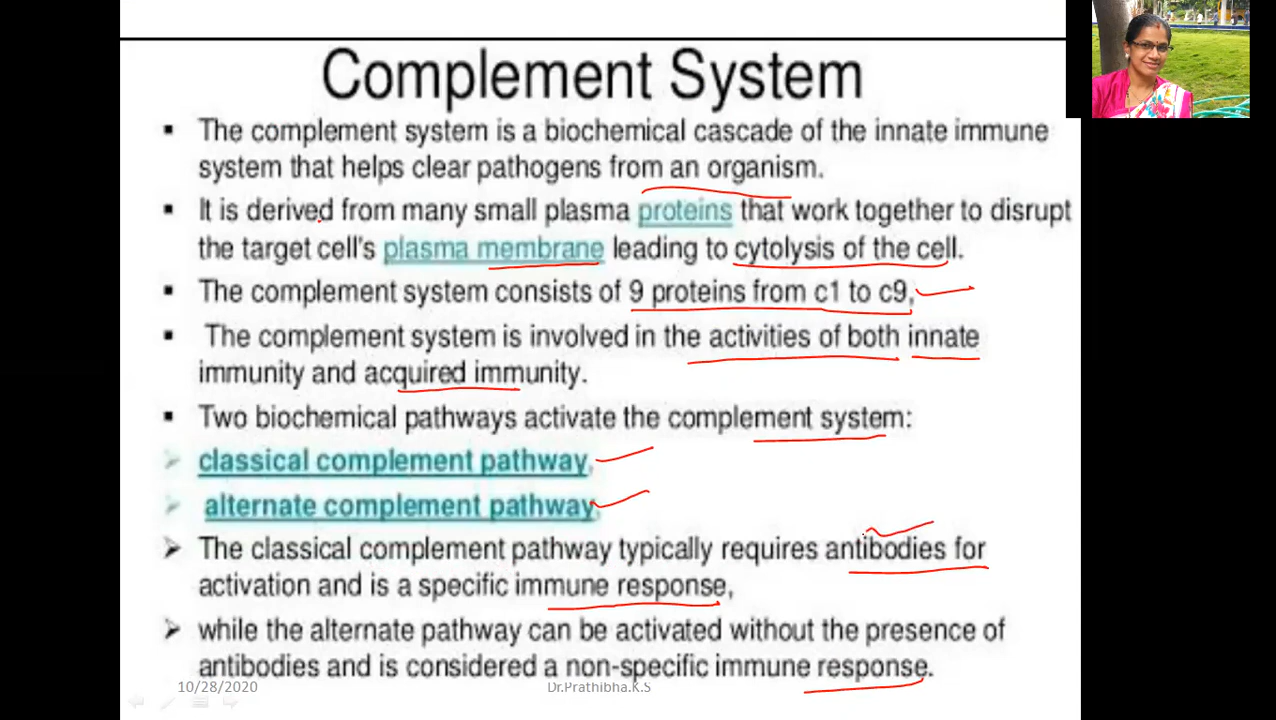 Complement System
▪ The complement system is a biochemical cascade of the innate immune
system that helps clear pathogens from an organism.
▪ It is derived from many small plasma proteins that work together to disrupt
the target cell's plasma membrane leading to cytolysis of the cell.
▪ The complement system consists of 9 proteins from c1 to c9,
▪ The complement system is involved in the activities of both innate
immunity and acquired immunity.
▪ Two biochemical pathways activate the complement system:
➢ classical complement pathway,
➢ alternate complement pathway,
➢ The classical complement pathway typically requires antibodies for
activation and is a specific immune response,
➢ while the alternate pathway can be activated without the presence of
antibodies and is considered a non-specific immune response.
10/28/2020 Dr.Prathibha.K.S